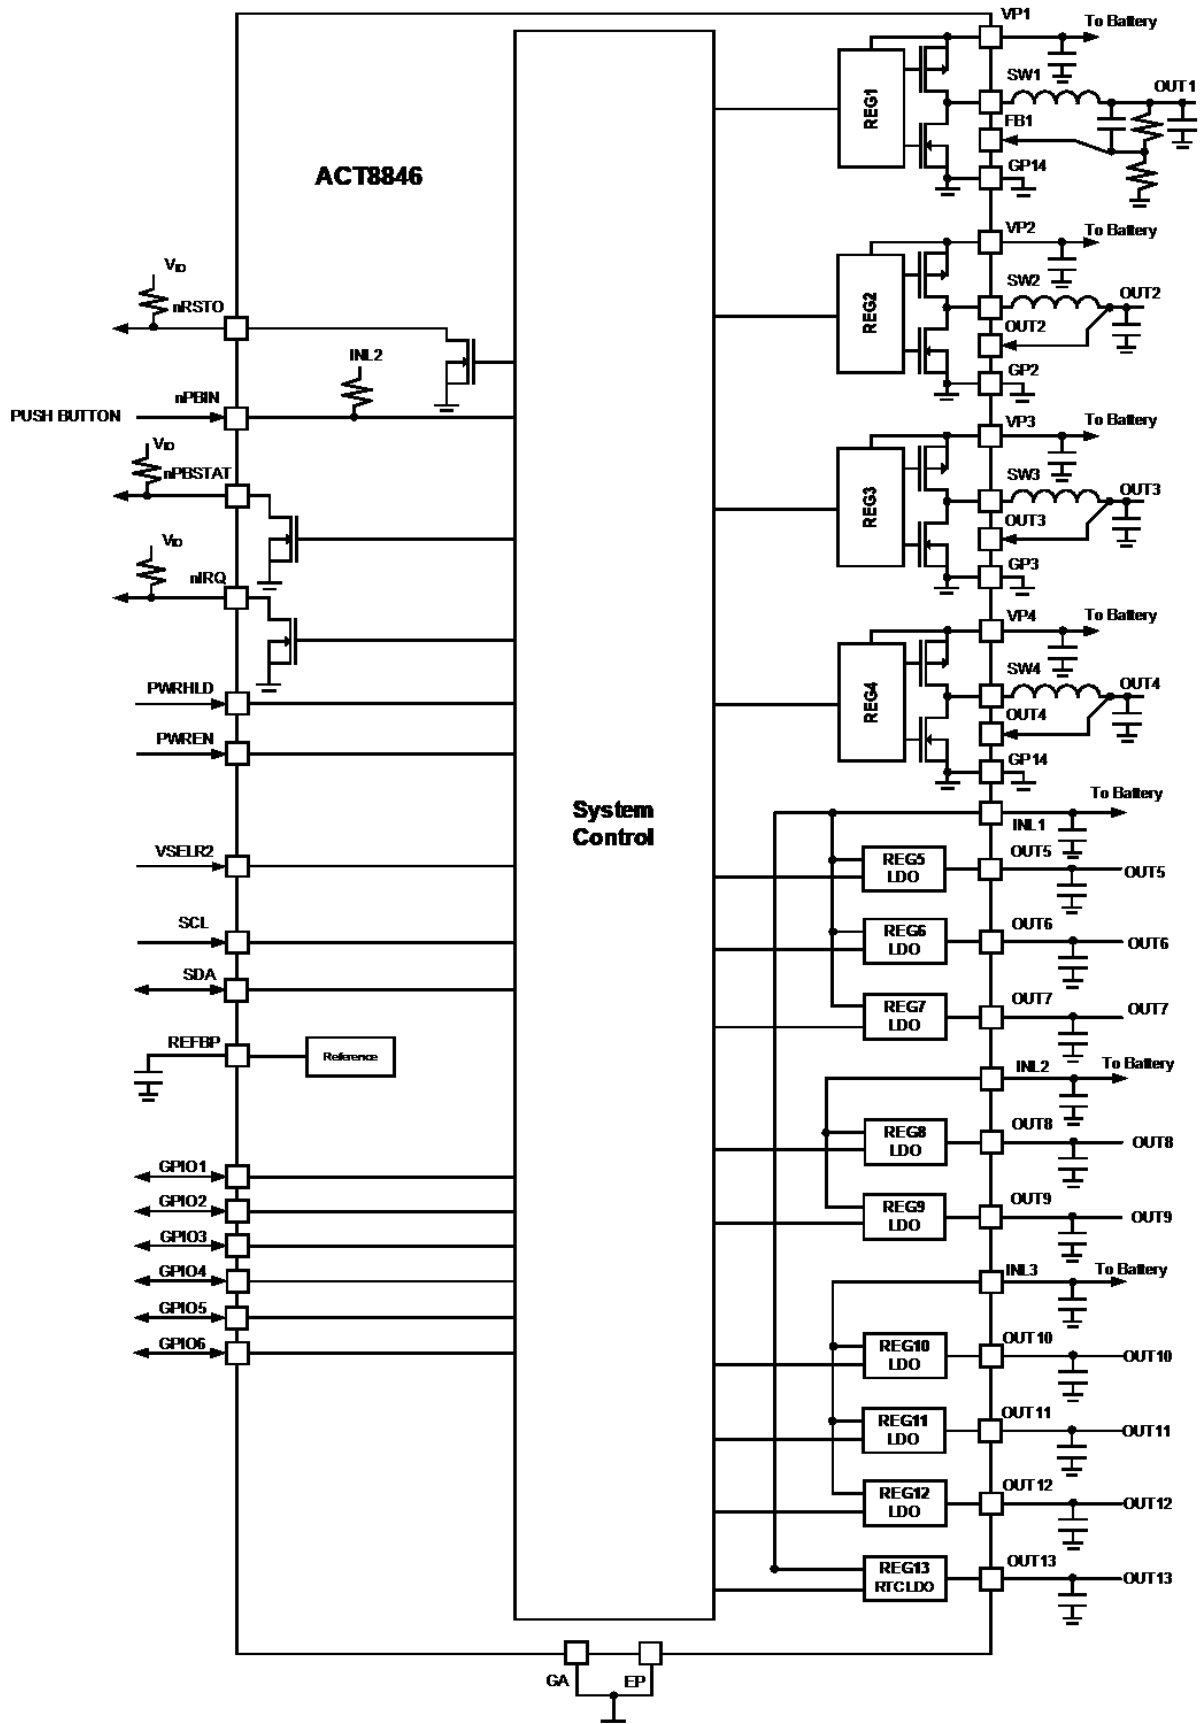 VP1
To Battery
SW1
OUT1
REG1
FB1
ACT8846
GP14
VP2
To Battery
VIO
SW2
nRSTO
OUT2
REG2
OUT2
INL2
GP2
nPBIN
PUSH BUTTON
VP3
To Battery
VIO
nPBSTAT
SW3
OUT3
REG3
OUT3
VIO
GP3
nIRQ
VP4
To Battery
SW4
PWRHLD
OUT4
REG4
OUT4
PWREN
GP14
To Battery
System
Control
INL1
VSELR2
OUT5
REG5
LDO
OUT5
SCL
OUT6
REG6
LDO
OUT6
SDA
OUT7
REG7
LDO
OUT7
REFBP
Reference
INL2
To Battery
OUT8
REG8
LDO
OUT8
GPIO1
GPIO2
OUT9
REG9
LDO
OUT9
GPIO3
GPIO4
INL3
To Battery
GPIO5
GPIO6
OUT10
REG10
LDO
OUT10
OUT11
REG11
LDO
OUT11
OUT12
REG12
LDO
OUT12
OUT13
REG13
RTC LDO
OUT13
GA
EP